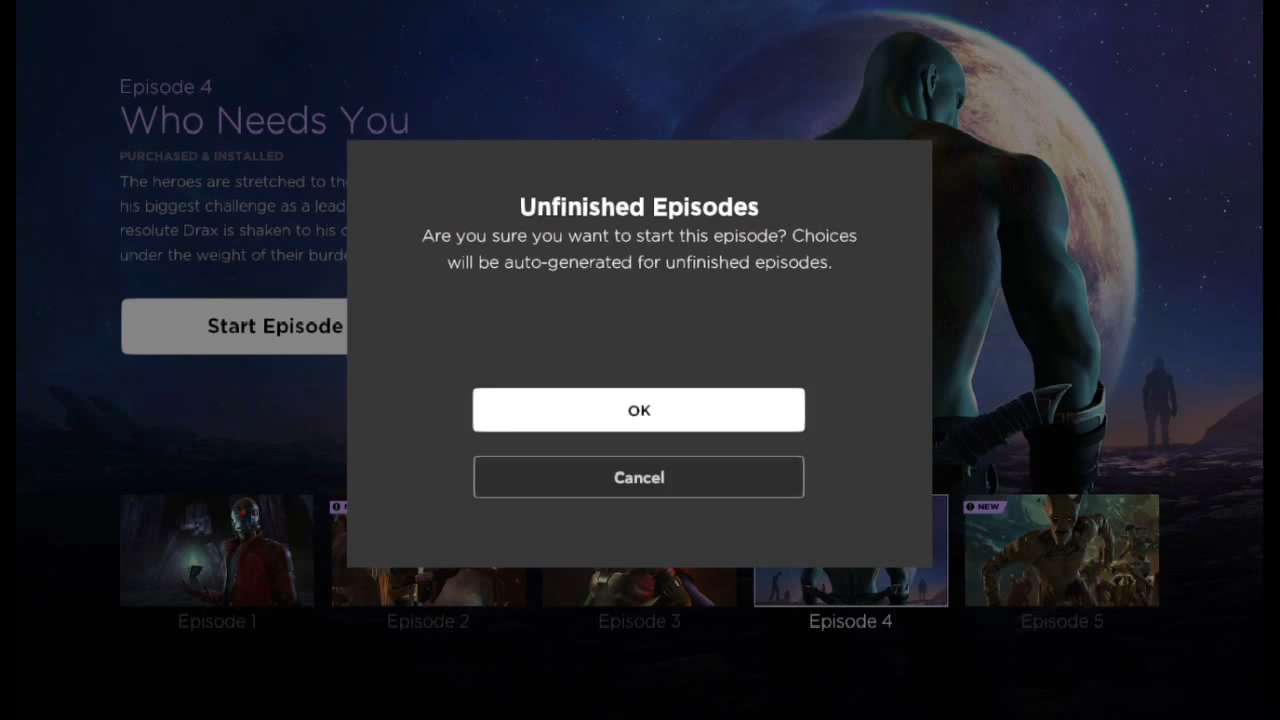 Episode 4
Who Needs You
PURCHASED & INSTALLED
The heroes are stretched to the
his biggest challenge as a lead
resolute Drax is shaken to his
under the weight of their burd
Start Episode
Unfinished Episodes
Are you sure you want to start this episode? Choices
will be auto-generated for unfinished episodes.
OK
Cancel
NEW
Episode 1
Episode 2
Episode 3
Episode 4
Episode 5